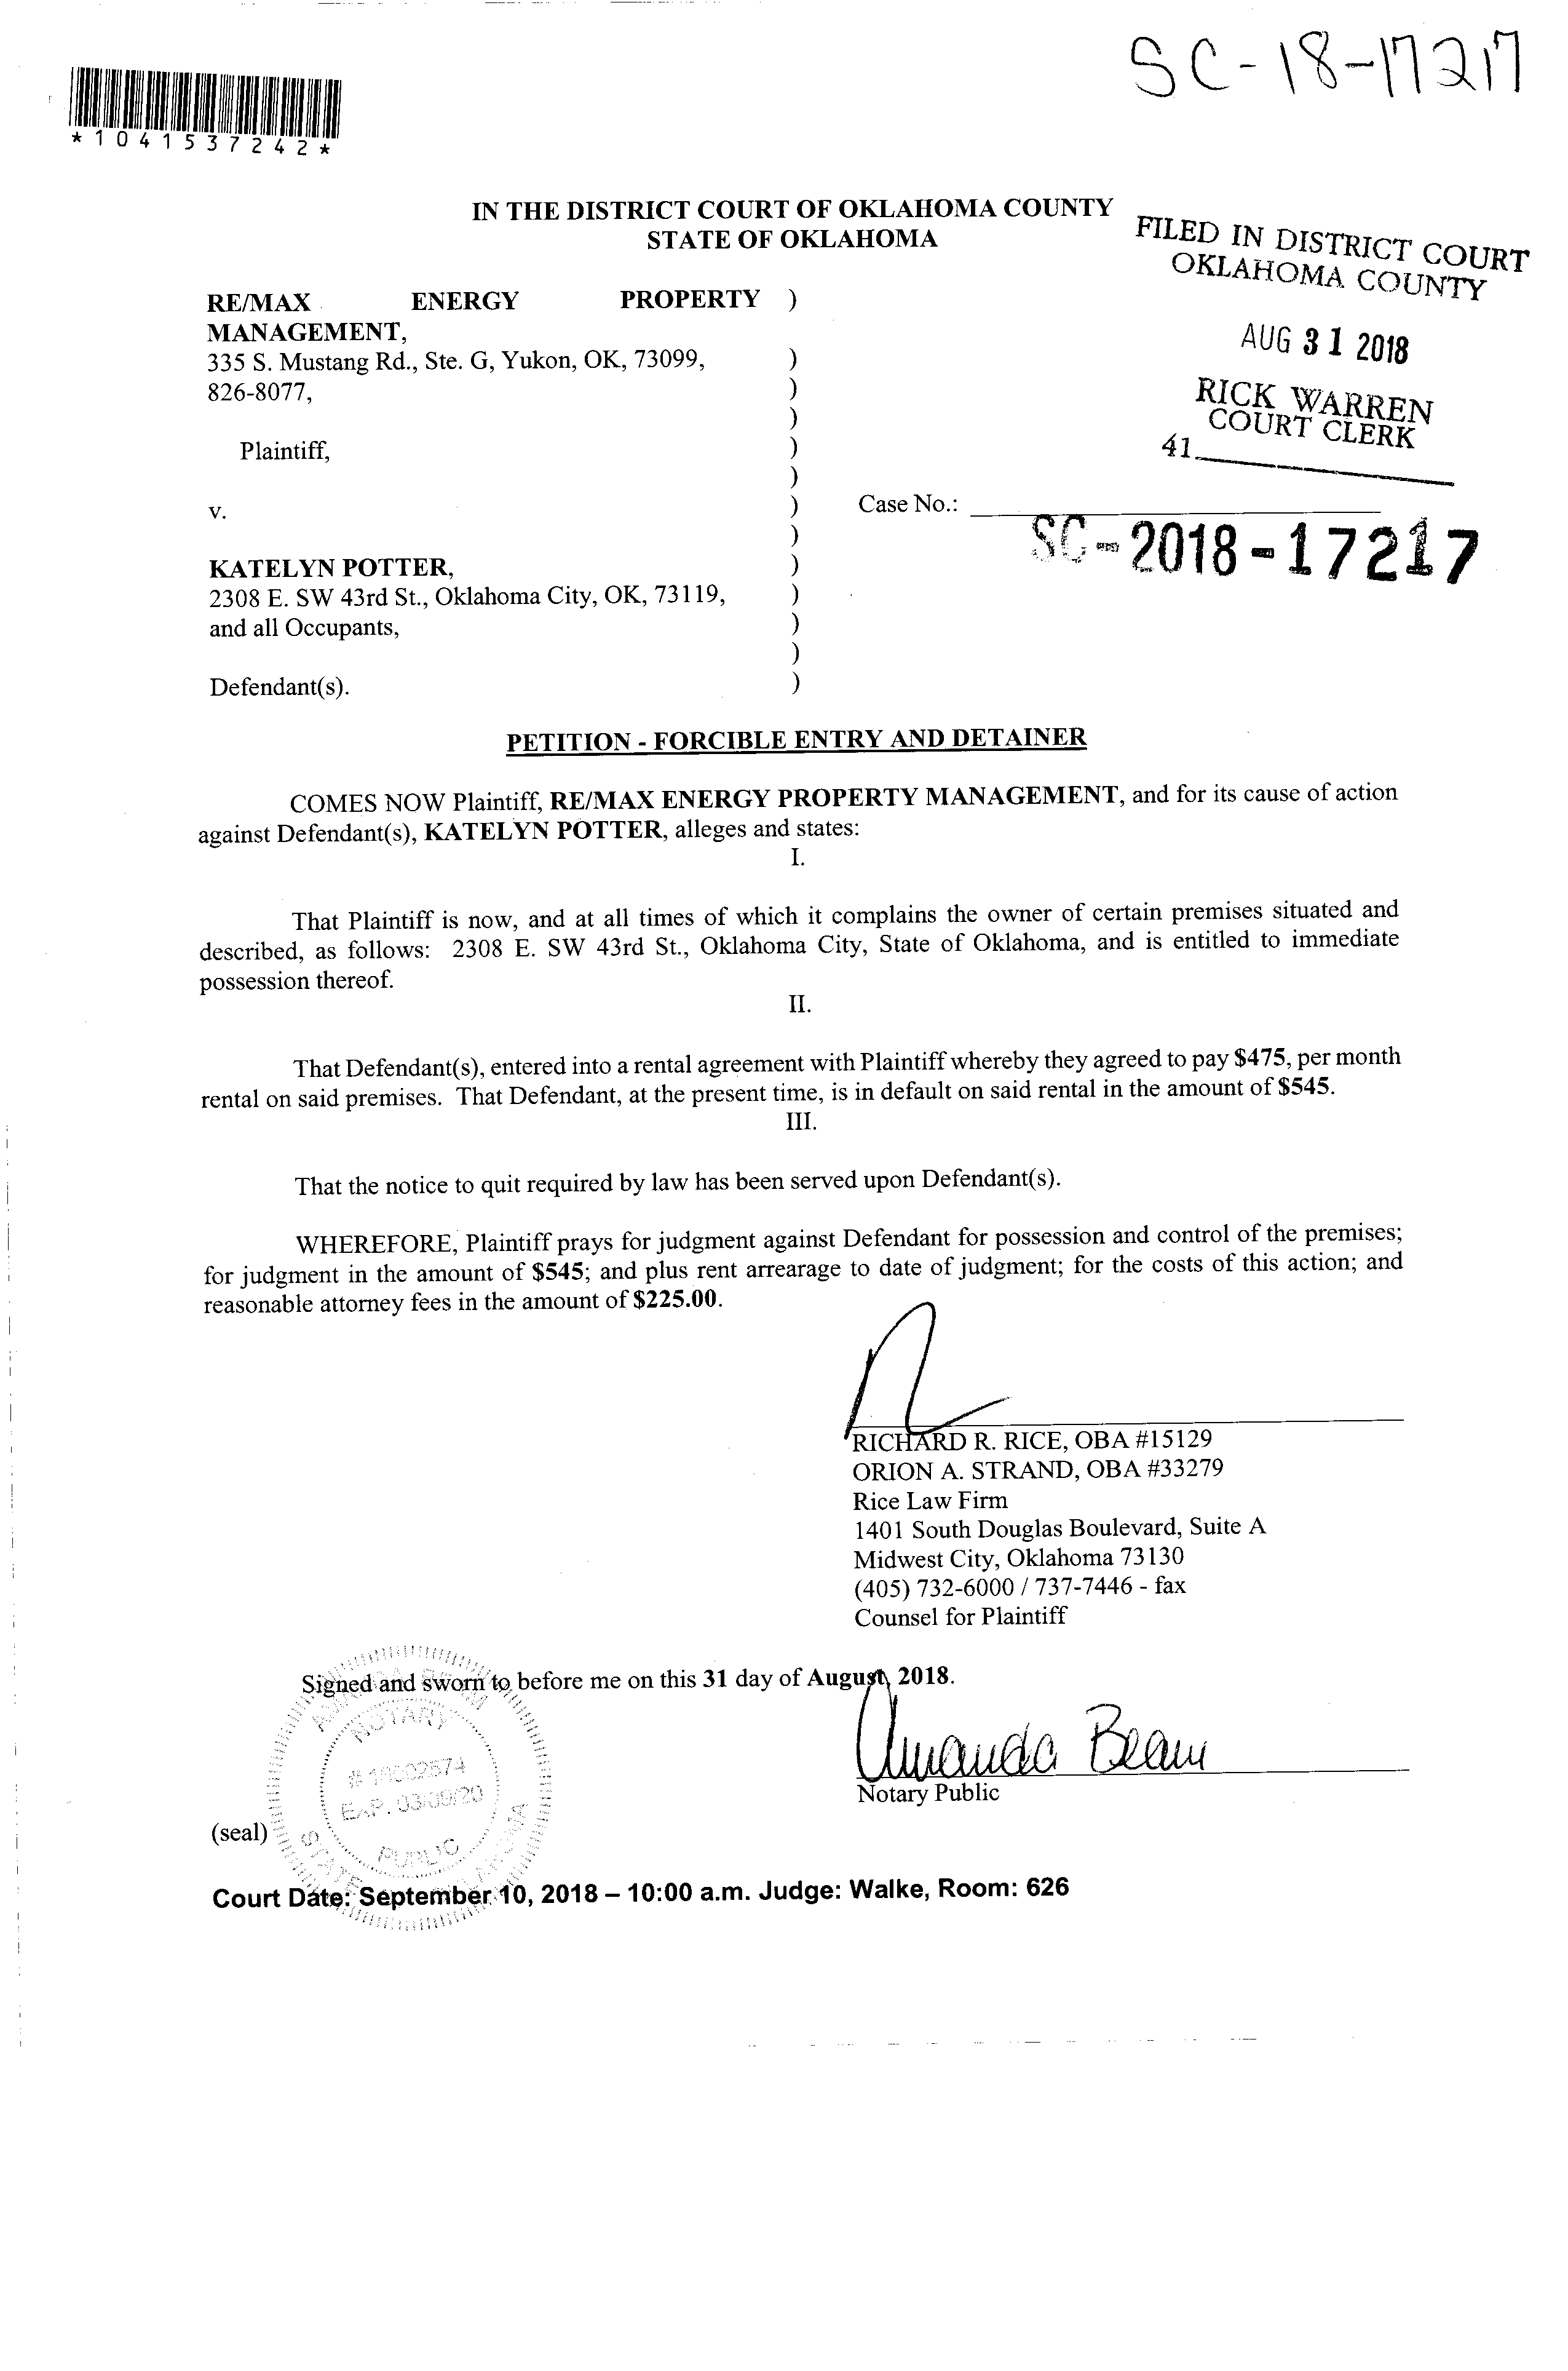 SC-18-17217
*1041537242*
IN THE DISTRICT COURT OF OKLAHOMA COUNTY
STATE OF OKLAHOMA
FILED IN DISTRICT COURT
OKLAHOMA COUNTY
AUG 31 2018
RICK WARREN
COURT CLERK
41
RE/MAX ENERGY PROPERTY )
MANAGEMENT,
335 S. Mustang Rd., Ste. G, Yukon, OK, 73099, )
826-8077, )
)
Plaintiff, )
)
v. ) Case No.:
SC-2018-17217
)
KATELYN POTTER, )
2308 E. SW 43rd St., Oklahoma City, OK, 73119, )
and all Occupants, )
)
Defendant(s). )
PETITION - FORCIBLE ENTRY AND DETAINER
COMES NOW Plaintiff, RE/MAX ENERGY PROPERTY MANAGEMENT, and for its cause of action
against Defendant(s), KATELYN POTTER, alleges and states:
I.
That Plaintiff is now, and at all times of which it complains the owner of certain premises situated and
described, as follows: 2308 E. SW 43rd St., Oklahoma City, State of Oklahoma, and is entitled to immediate
possession thereof.
II.
That Defendant(s), entered into a rental agreement with Plaintiff whereby they agreed to pay $475, per month
rental on said premises. That Defendant, at the present time, is in default on said rental in the amount of $545.
III.
That the notice to quit required by law has been served upon Defendant(s).
WHEREFORE, Plaintiff prays for judgment against Defendant for possession and control of the premises;
for judgment in the amount of $545; and plus rent arrearage to date of judgment; for the costs of this action; and
reasonable attorney fees in the amount of $225.00.
RICHARD R. RICE, OBA #15129
ORION A. STRAND, OBA #33279
Rice Law Firm
1401 South Douglas Boulevard, Suite A
Midwest City, Oklahoma 73130
(405) 732-6000 / 737-7446 - fax
Counsel for Plaintiff
Signed and sworn to before me on this 31 day of August, 2018.
Amanda Beam
Notary Public
NOTARY
EXP. 03/09/20
PUBLIC
STATE
(seal)
Court Date: September 10, 2018 – 10:00 a.m. Judge: Walke, Room: 626